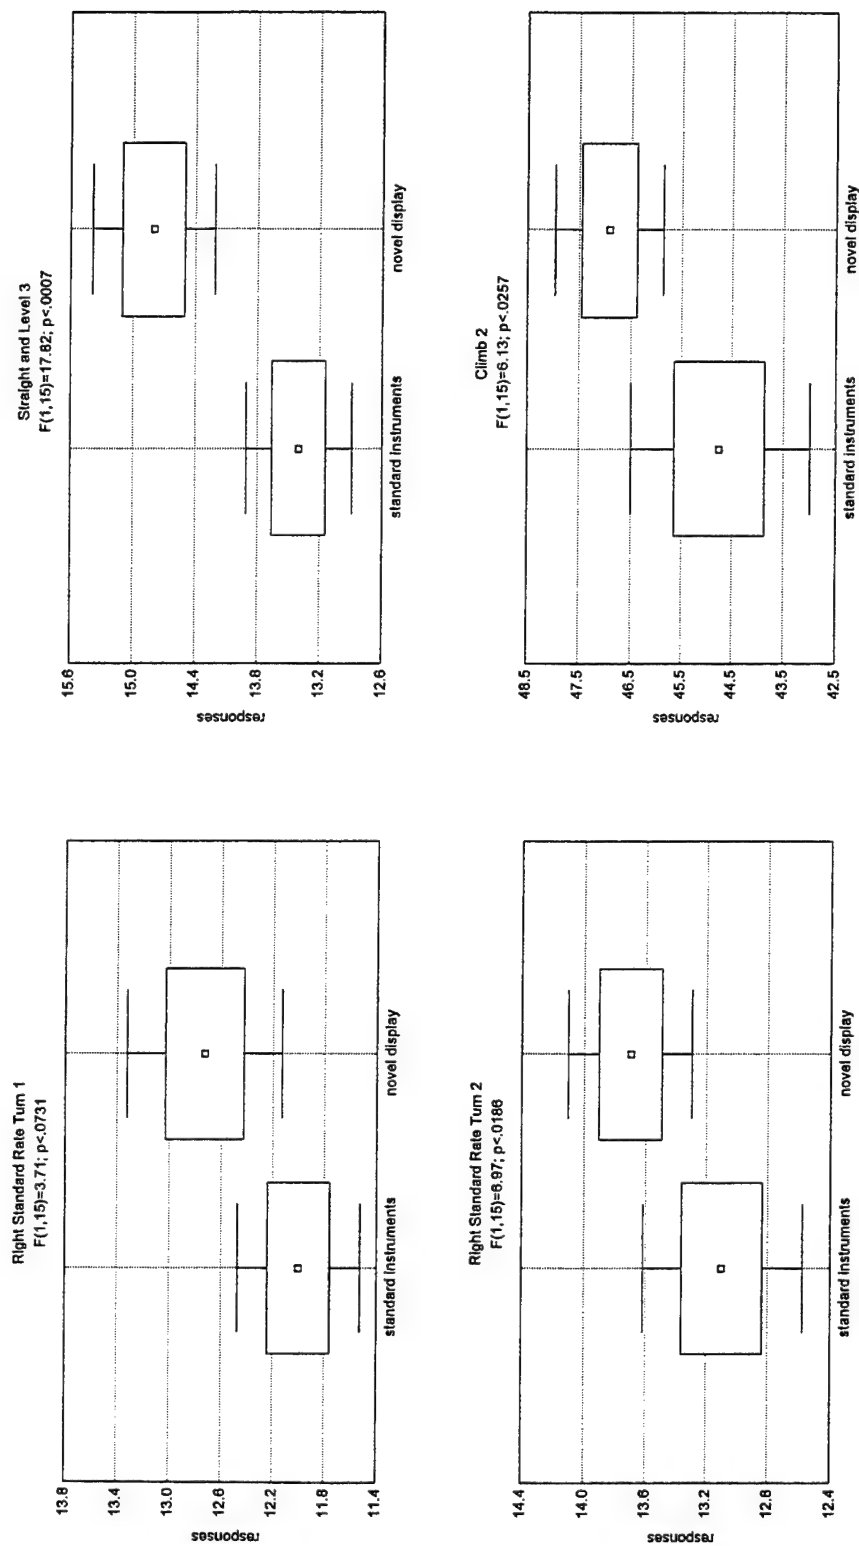 Right Standard Rate Turn 1
F(1,15)=3.71; p<.0731
responses
13.8
13.4
13.0
12.6
12.2
11.8
11.4
standard instruments
novel display
Straight and Level 3
F(1,15)=17.82; p<.0007
responses
15.6
15.0
14.4
13.8
13.2
12.6
standard instruments
novel display
Right Standard Rate Turn 2
F(1,15)=6.97; p<.0186
responses
14.4
14.0
13.6
13.2
12.8
12.4
standard instruments
novel display
Climb 2
F(1,15)=6.13; p<.0257
responses
48.5
47.5
46.5
45.5
44.5
43.5
42.5
standard instruments
novel display